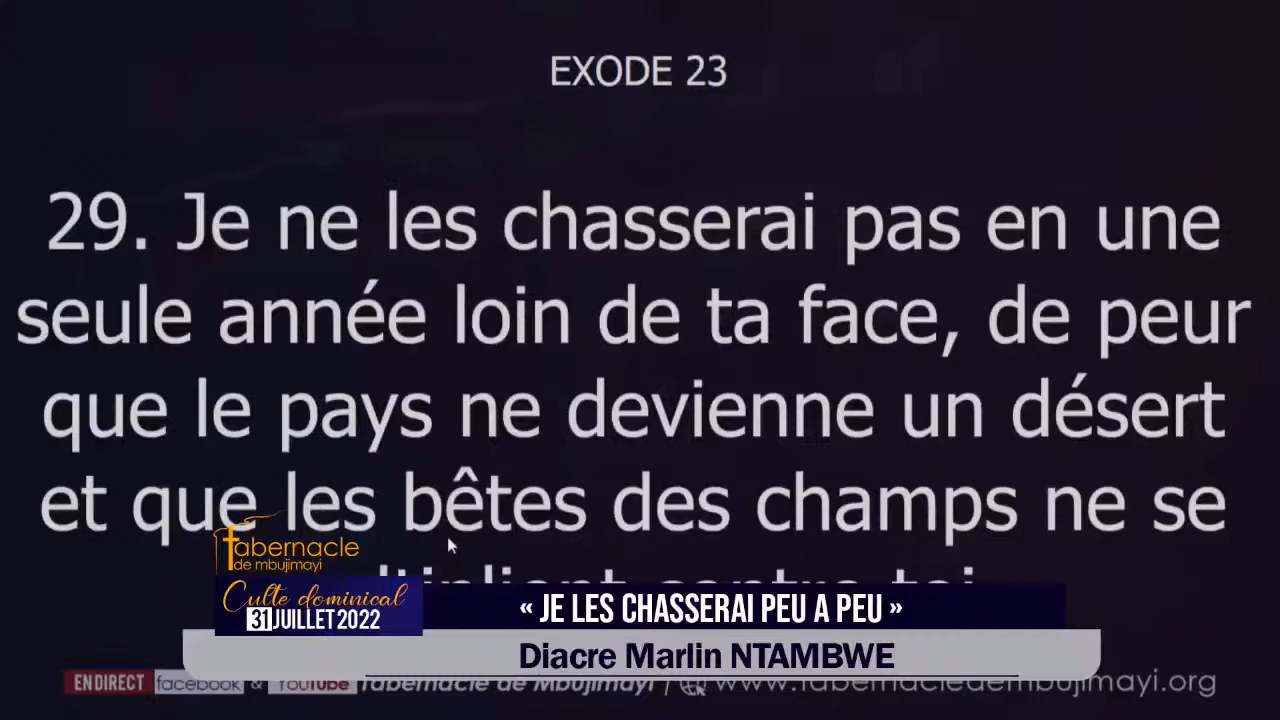 EXODE 23
29. Je ne les chasserai pas en une
seule année loin de ta face, de peur
que le pays ne devienne un désert
et que les bêtes des champs ne se
multiplient contre toi
Tabernacle
de mbujimayi
Culte dominical
31 JUILLET 2022
« JE LES CHASSERAI PEU A PEU »
Diacre Marlin NTAMBWE
EN DIRECT facebook & YouTube Tabernacle de Mbujimayi | www.tabernacledembujimayi.org